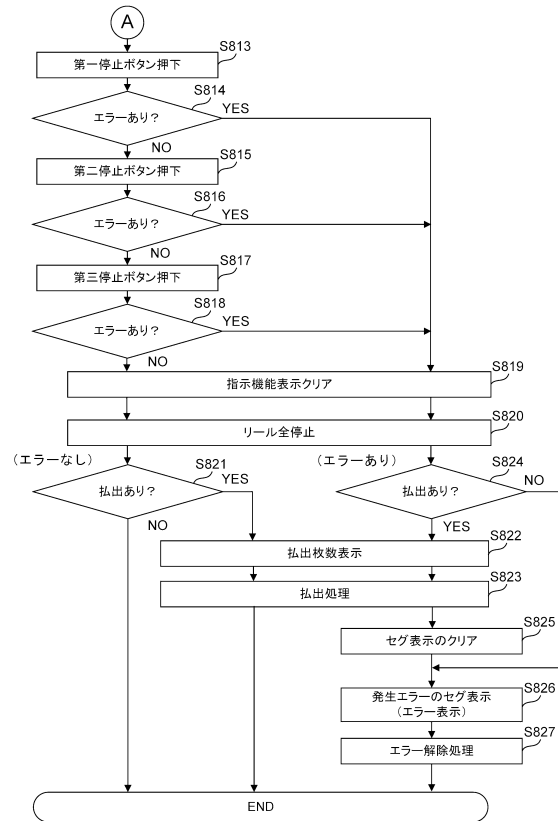 A
S813
第一停止ボタン押下
S814
エラーあり？
YES
NO
S815
第二停止ボタン押下
S816
エラーあり？
YES
NO
S817
第三停止ボタン押下
S818
エラーあり？
YES
NO
S819
指示機能表示クリア
S820
リール全停止
（エラーなし）
S821
（エラーあり）
S824
払出あり？
YES
払出あり？
NO
NO
YES
S822
払出枚数表示
S823
払出処理
S825
セグ表示のクリア
S826
発生エラーのセグ表示
（エラー表示）
S827
エラー解除処理
END